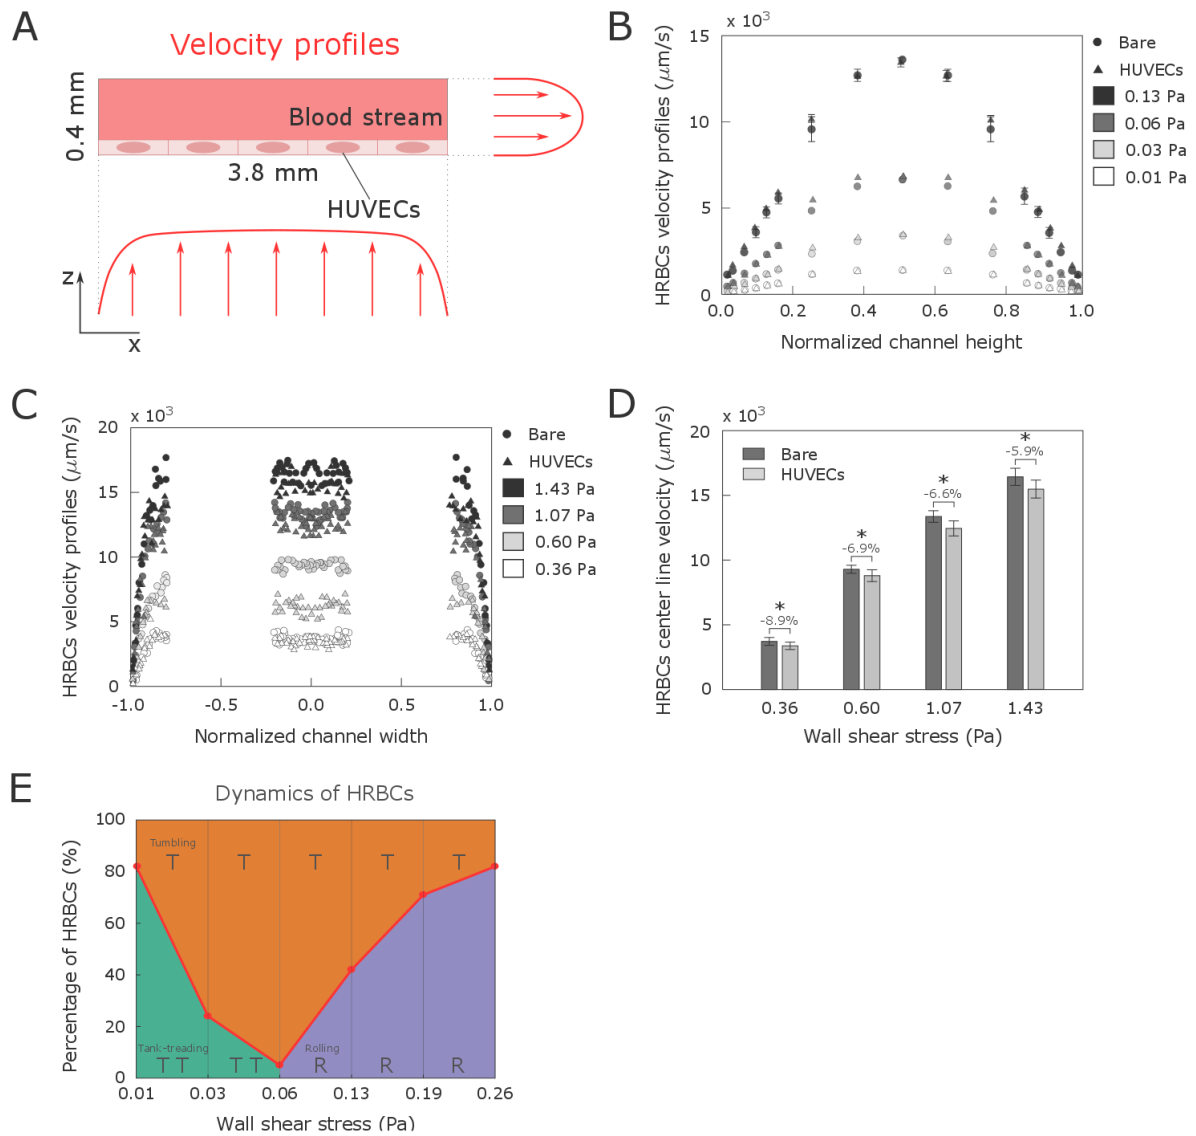 A
Velocity profiles
0.4 mm
Blood stream
3.8 mm
HUVECs
z
x
B
x 10³
HRBCs velocity profiles (μm/s)
15
10
5
0
0.0 0.2 0.4 0.6 0.8 1.0
Normalized channel height
Bare
HUVECs
0.13 Pa
0.06 Pa
0.03 Pa
0.01 Pa
C
x 10³
HRBCs velocity profiles (μm/s)
20
15
10
5
0
-1.0 -0.5 0.0 0.5 1.0
Normalized channel width
Bare
HUVECs
1.43 Pa
1.07 Pa
0.60 Pa
0.36 Pa
D
x 10³
HRBCs center line velocity (μm/s)
20
15
10
5
0
Bare
HUVECs
*
-8.9%
*
-6.9%
*
-6.6%
*
-5.9%
0.36 0.60 1.07 1.43
Wall shear stress (Pa)
E
Dynamics of HRBCs
Percentage of HRBCs (%)
100
80
60
40
20
0
Tumbling
T T T T T
Tank-treading
Rolling
TT TT R R R
0.01 0.03 0.06 0.13 0.19 0.26
Wall shear stress (Pa)